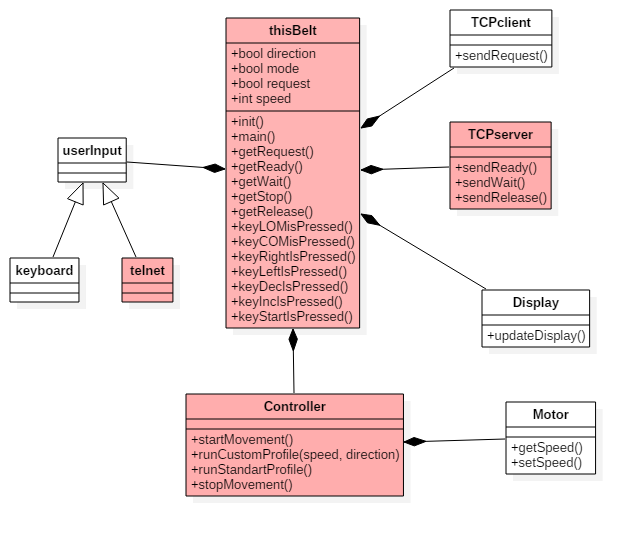 thisBelt
+bool direction
+bool mode
+bool request
+int speed
+init()
+main()
+getRequest()
+getReady()
+getWait()
+getStop()
+getRelease()
+keyLOMisPressed()
+keyCOMisPressed()
+keyRightIsPressed()
+keyLeftIsPressed()
+keyDecIsPressed()
+keyIncIsPressed()
+keyStartIsPressed()
TCPclient
+sendRequest()
TCPserver
+sendReady()
+sendWait()
+sendRelease()
userInput
keyboard
telnet
Display
+updateDisplay()
Controller
+startMovement()
+runCustomProfile(speed, direction)
+runStandartProfile()
+stopMovement()
Motor
+getSpeed()
+setSpeed()